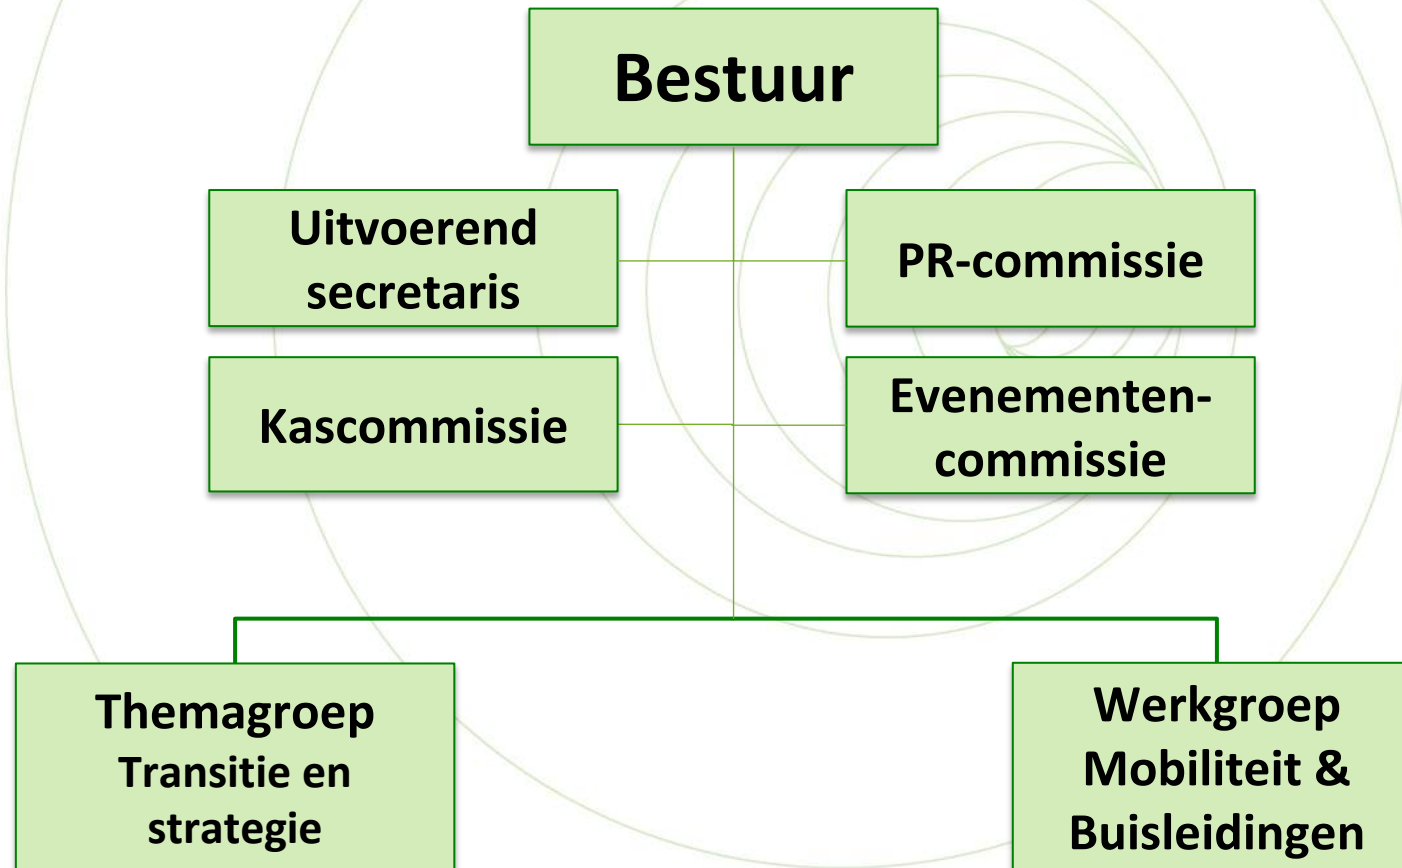 Bestuur
Uitvoerend
secretaris
PR-commissie
Kascommissie
Evenementen-
commissie
Themagroep
Transitie en
strategie
Werkgroep
Mobiliteit &
Buisleidingen